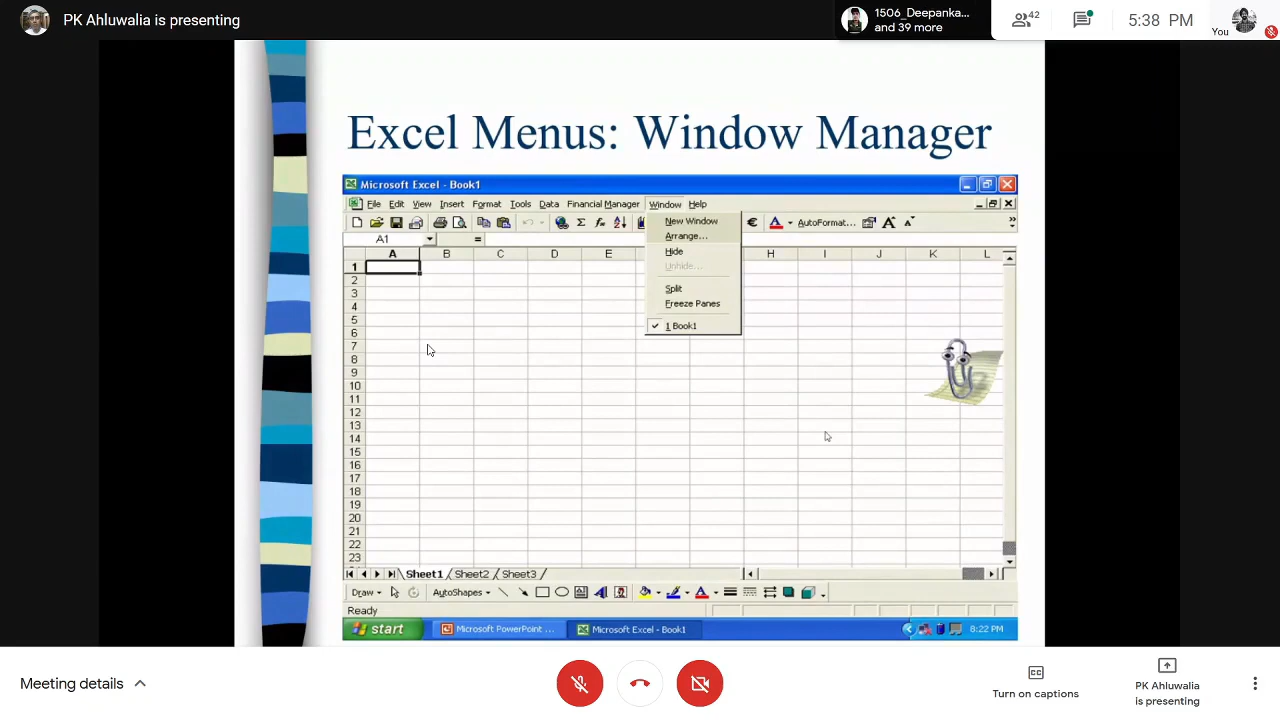 PK Ahluwalia is presenting
1506_Deepanka...
and 39 more
42
5:38 PM
You
Excel Menus: Window Manager
Microsoft Excel - Book1
File Edit View Insert Format Tools Data Financial Manager Window Help
New Window
Arrange...
Hide
Unhide...
Split
Freeze Panes
✓ 1 Book1
Σ fx € A AutoFormat... A A
A1 =
A B C D E H I J K L
1
2
3
4
5
6
7
8
9
10
11
12
13
14
15
16
17
18
19
20
21
22
23
Sheet1 Sheet2 Sheet3
Draw AutoShapes A A
Ready
start Microsoft PowerPoint ... Microsoft Excel - Book1 8:22 PM
Meeting details
CC
Turn on captions
PK Ahluwalia
is presenting